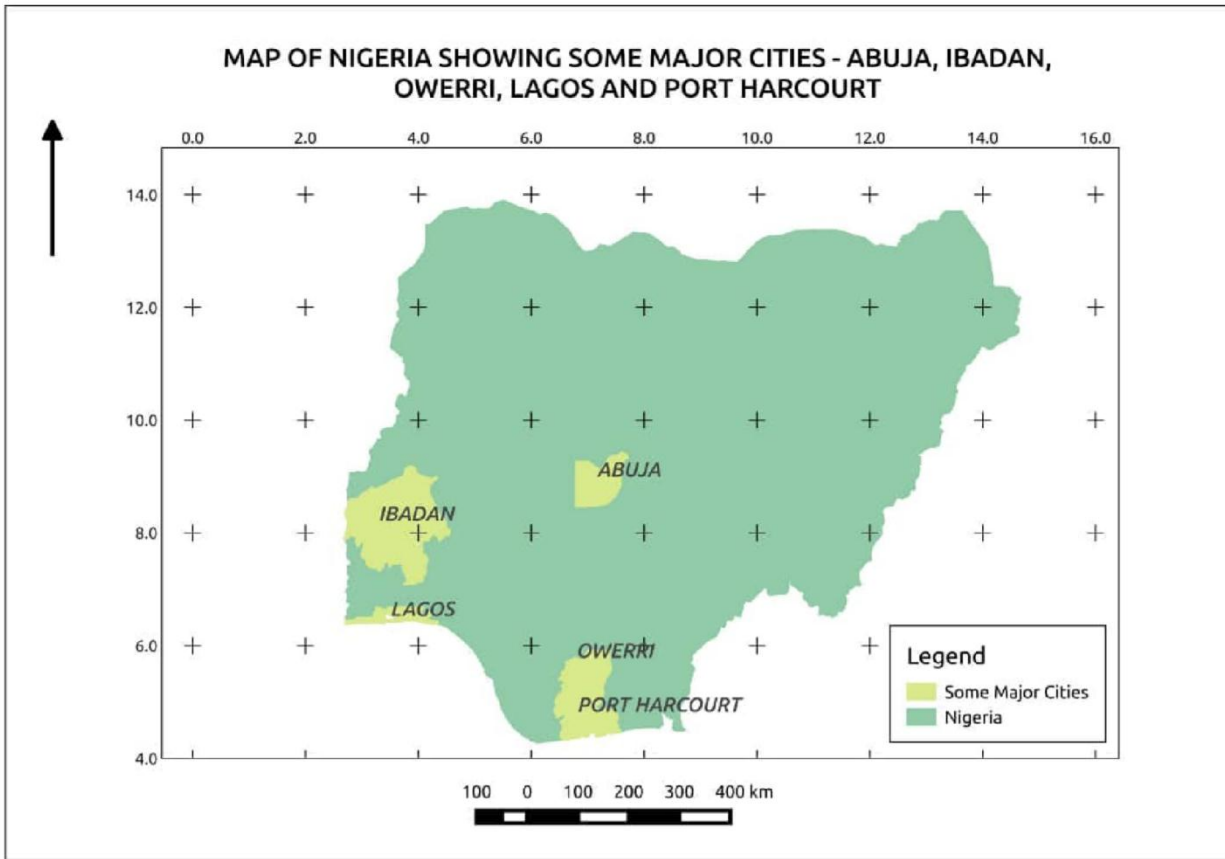 MAP OF NIGERIA SHOWING SOME MAJOR CITIES - ABUJA, IBADAN,
OWERRI, LAGOS AND PORT HARCOURT
0.0 2.0 4.0 6.0 8.0 10.0 12.0 14.0 16.0
14.0
12.0
10.0
ABUJA
IBADAN
8.0
LAGOS
6.0
OWERRI
PORT HARCOURT
4.0
Legend
Some Major Cities
Nigeria
100 0 100 200 300 400 km